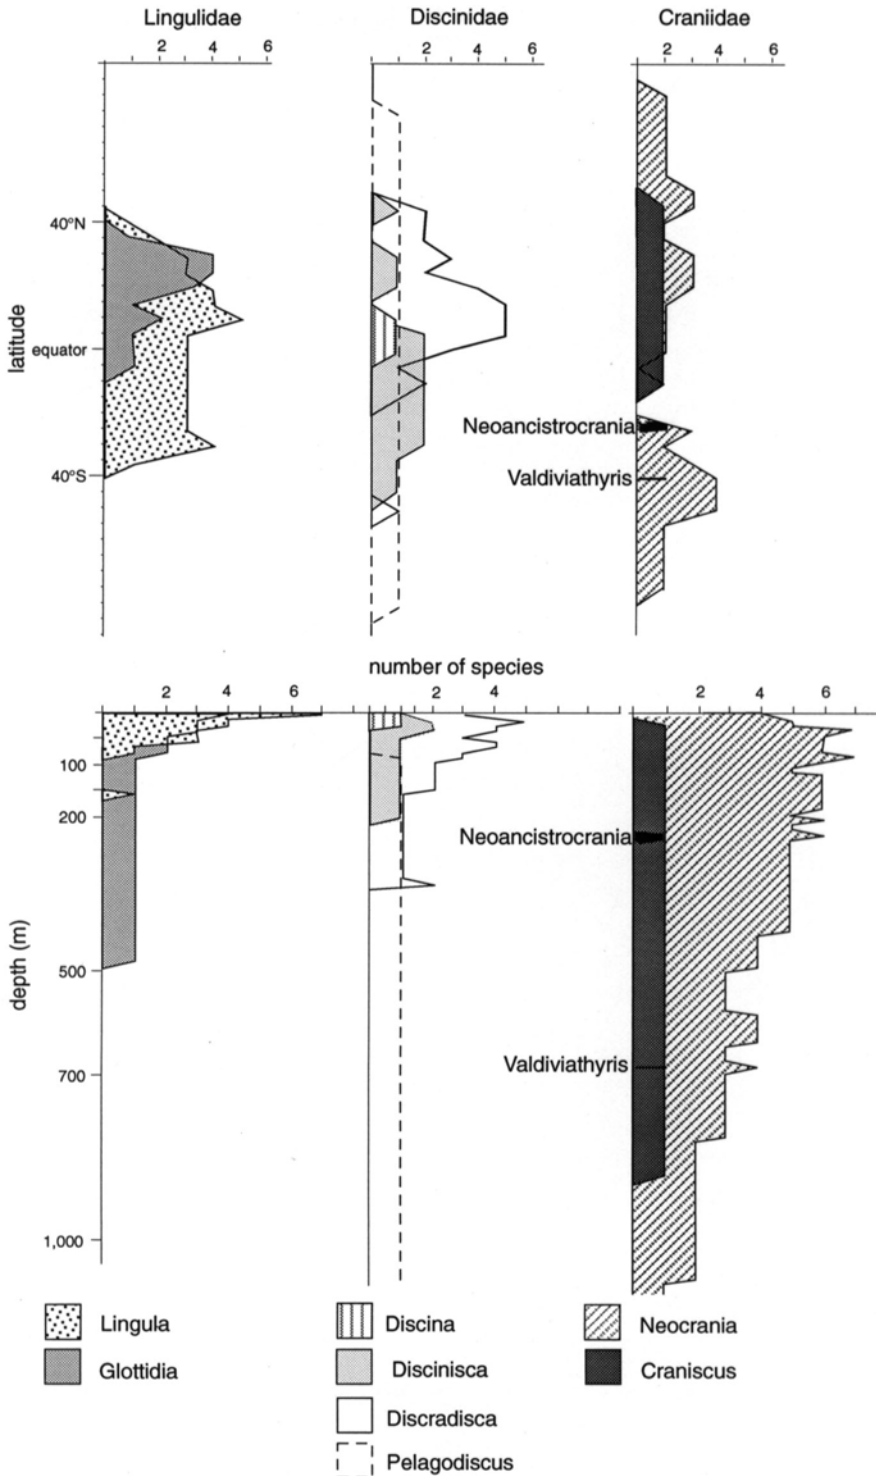 Lingulidae Discinidae Craniidae
2 4 6 2 4 6 2 4 6
40°N
equator
40°S
latitude
Neoancistrocrania
Valdiviathyris
number of species
2 4 6 2 4 2 4 6
100
200
500
700
1,000
depth (m)
Neoancistrocrania
Valdiviathyris
Lingula Discina Neocrania
Glottidia Discinisca Craniscus
Discradisca
Pelagodiscus